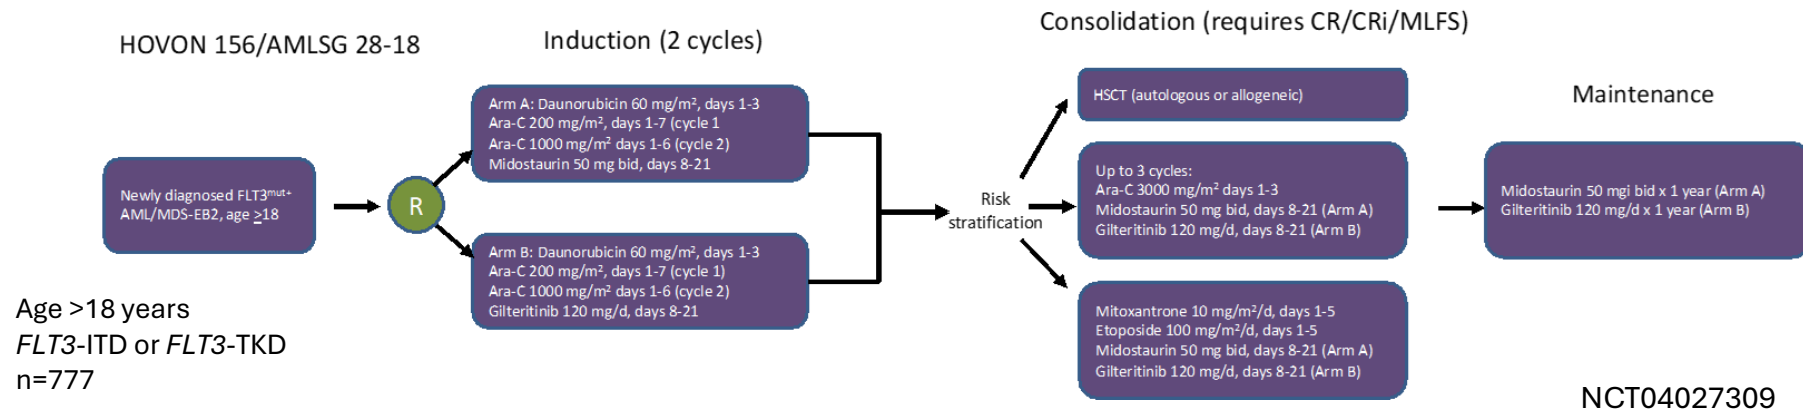 HOVON 156/AMLSG 28-18
Induction (2 cycles)
Consolidation (requires CR/CRi/MLFS)
Maintenance
Newly diagnosed FLT3ᵐᵘᵗ⁺
AML/MDS-EB2, age ≥18
R
Arm A: Daunorubicin 60 mg/m², days 1-3
Ara-C 200 mg/m², days 1-7 (cycle 1
Ara-C 1000 mg/m² days 1-6 (cycle 2)
Midostaurin 50 mg bid, days 8-21
Arm B: Daunorubicin 60 mg/m², days 1-3
Ara-C 200 mg/m², days 1-7 (cycle 1)
Ara-C 1000 mg/m² days 1-6 (cycle 2)
Gilteritinib 120 mg/d, days 8-21
Risk
stratification
HSCT (autologous or allogeneic)
Up to 3 cycles:
Ara-C 3000 mg/m² days 1-3
Midostaurin 50 mg bid, days 8-21 (Arm A)
Gilteritinib 120 mg/d, days 8-21 (Arm B)
Mitoxantrone 10 mg/m²/d, days 1-5
Etoposide 100 mg/m²/d, days 1-5
Midostaurin 50 mg bid, days 8-21 (Arm A)
Gilteritinib 120 mg/d, days 8-21 (Arm B)
Midostaurin 50 mgi bid x 1 year (Arm A)
Gilteritinib 120 mg/d x 1 year (Arm B)
Age >18 years
FLT3-ITD or FLT3-TKD
n=777
NCT04027309